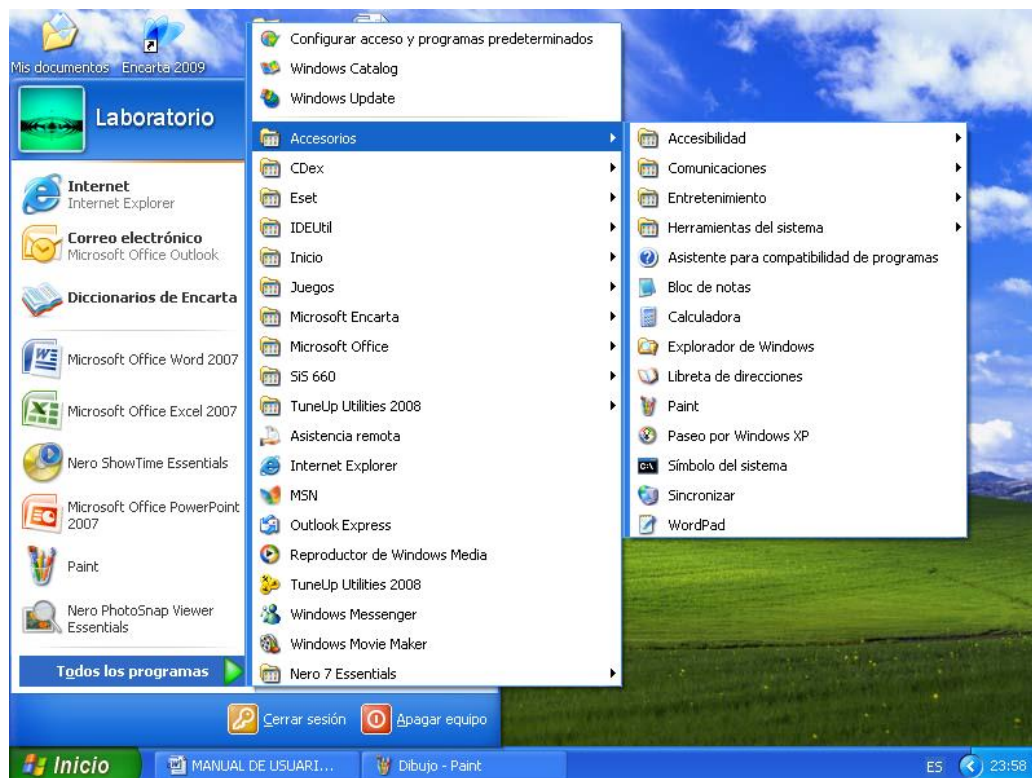 Mis documentos
Encarta 2009
Laboratorio
Internet
Internet Explorer
Correo electrónico
Microsoft Office Outlook
Diccionarios de Encarta
Microsoft Office Word 2007
Microsoft Office Excel 2007
Nero ShowTime Essentials
Microsoft Office PowerPoint
2007
Paint
Nero PhotoSnap Viewer
Essentials
Todos los programas
Configurar acceso y programas predeterminados
Windows Catalog
Windows Update
Accesorios
CDex
Eset
IDEUtil
Inicio
Juegos
Microsoft Encarta
Microsoft Office
SiS 660
TuneUp Utilities 2008
Asistencia remota
Internet Explorer
MSN
Outlook Express
Reproductor de Windows Media
TuneUp Utilities 2008
Windows Messenger
Windows Movie Maker
Nero 7 Essentials
Accesibilidad
Comunicaciones
Entretenimiento
Herramientas del sistema
Asistente para compatibilidad de programas
Bloc de notas
Calculadora
Explorador de Windows
Libreta de direcciones
Paint
Paseo por Windows XP
Símbolo del sistema
Sincronizar
WordPad
Cerrar sesión
Apagar equipo
Inicio
MANUAL DE USUARI...
Dibujo - Paint
ES
23:58